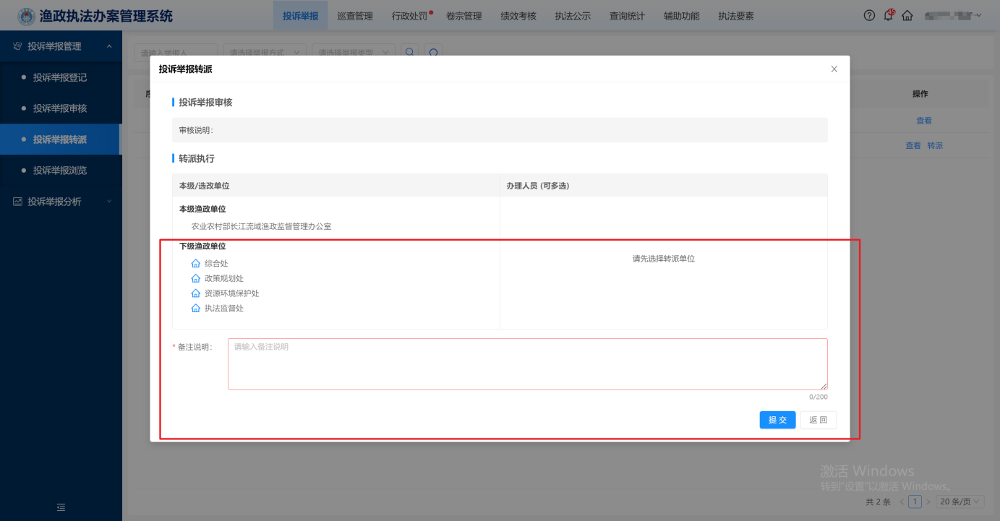 渔政执法办案管理系统 投诉举报 巡查管理 行政处罚 卷宗管理 绩效考核 执法公示 查询统计 辅助功能 执法要素 45
投诉举报管理
投诉举报登记
投诉举报审核
投诉举报转派
投诉举报浏览
投诉举报分析
请输入举报人 请选择举报方式 请选择举报类型
操作
查看
查看 转派
投诉举报转派
投诉举报审核
审核说明：
转派执行
本级/选改单位 办理人员 (可多选)
本级渔政单位
农业农村部长江流域渔政监督管理办公室
下级渔政单位
综合处
政策规划处
资源环境保护处
执法监督处
请先选择转派单位
* 备注说明： 请输入备注说明
0/200
提 交 返 回
激活 Windows
转到"设置"以激活 Windows。
共 2 条 < 1 > 20 条/页